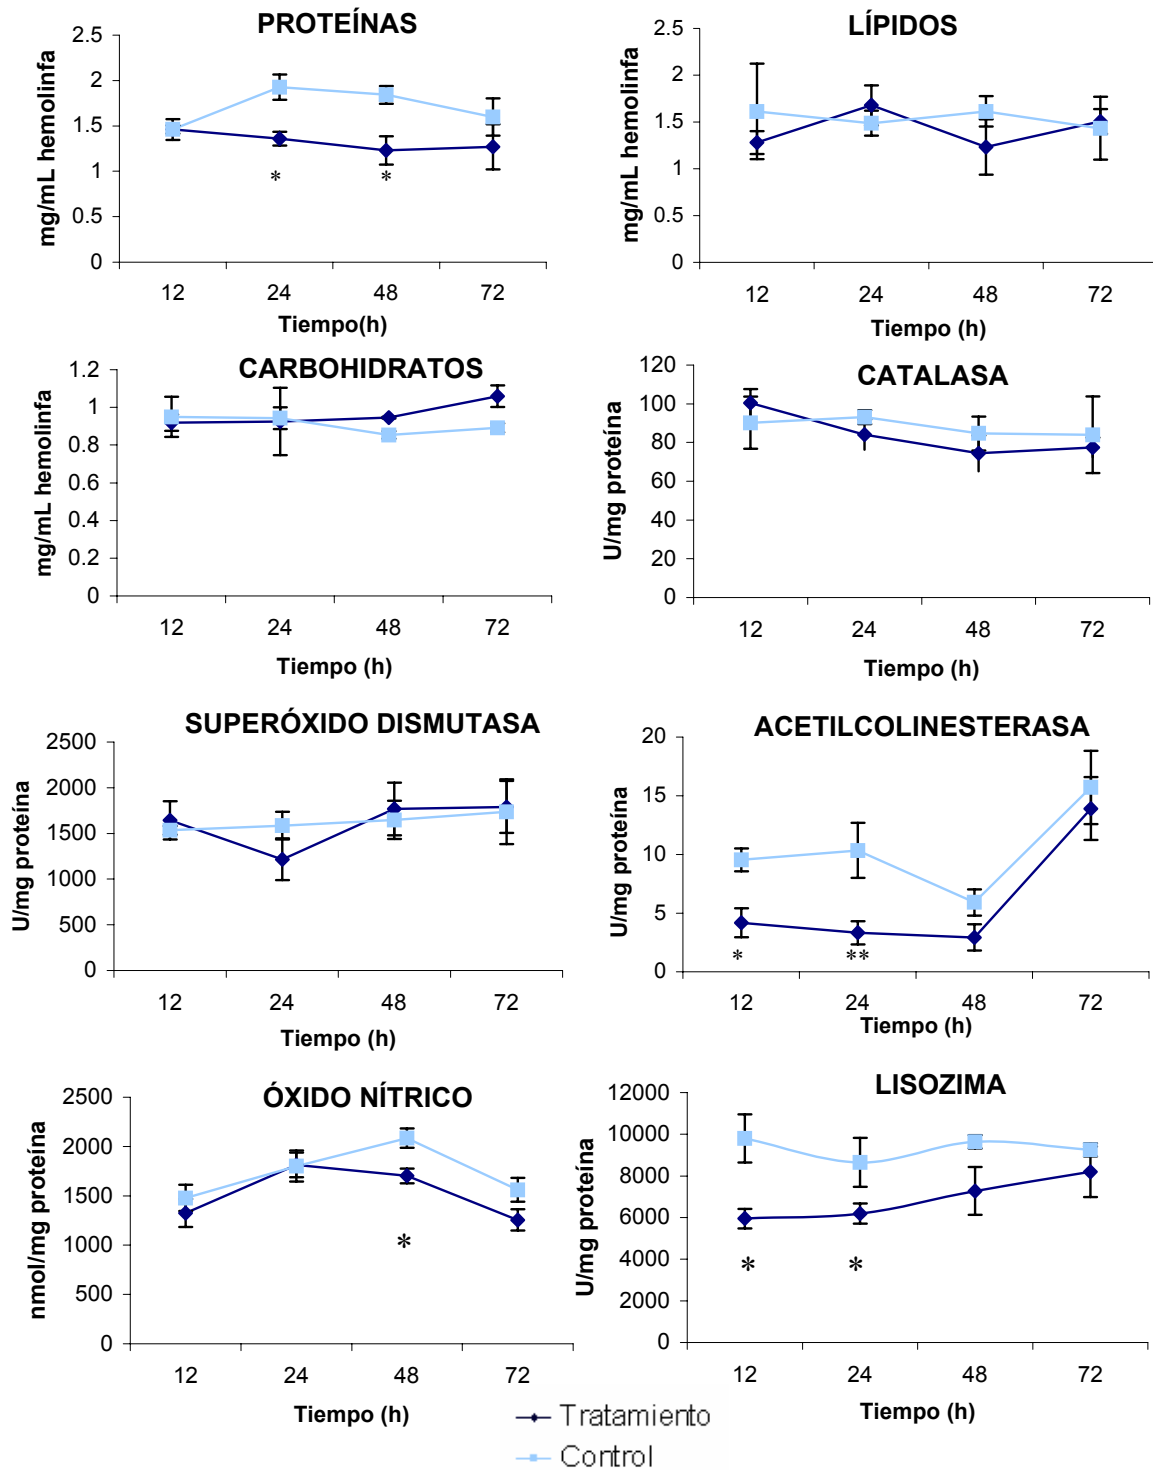 PROTEÍNAS
mg/mL hemolinfa
2.5
2
1.5
1
0.5
0
* *
12 24 48 72
Tiempo(h)
LÍPIDOS
mg/mL hemolinfa
2.5
2
1.5
1
0.5
0
12 24 48 72
Tiempo (h)
CARBOHIDRATOS
mg/mL hemolinfa
1.2
1
0.8
0.6
0.4
0.2
0
12 24 48 72
Tiempo (h)
CATALASA
U/mg proteína
120
100
80
60
40
20
0
12 24 48 72
Tiempo (h)
SUPERÓXIDO DISMUTASA
U/mg proteína
2500
2000
1500
1000
500
0
12 24 48 72
Tiempo (h)
ACETILCOLINESTERASA
U/mg proteína
20
15
10
5
0
* **
12 24 48 72
Tiempo (h)
ÓXIDO NÍTRICO
nmol/mg proteína
2500
2000
1500
1000
500
0
*
12 24 48 72
Tiempo (h)
LISOZIMA
U/mg proteína
12000
10000
8000
6000
4000
2000
0
* *
12 24 48 72
Tiempo (h)
Tratamiento
Control